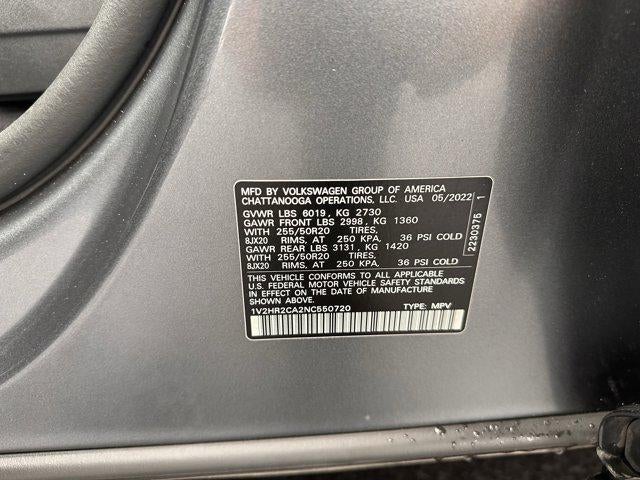 MFD BY VOLKSWAGEN GROUP OF AMERICA
CHATTANOOGA OPERATIONS, LLC. USA 05/2022
GVWR LBS 6019, KG 2730
GAWR FRONT LBS 2998, KG 1360
WITH 255/50R20 TIRES,
8JX20 RIMS, AT 250 KPA, 36 PSI COLD
GAWR REAR LBS 3131, KG 1420
WITH 255/50R20 TIRES,
8JX20 RIMS, AT 250 KPA, 36 PSI COLD
THIS VEHICLE CONFORMS TO ALL APPLICABLE
U.S. FEDERAL MOTOR VEHICLE SAFETY STANDARDS
IN EFFECT ON THE DATE OF MANUFACTURE
SHOWN ABOVE.
1V2HR2CA2NC550720 TYPE: MPV
2230375 1